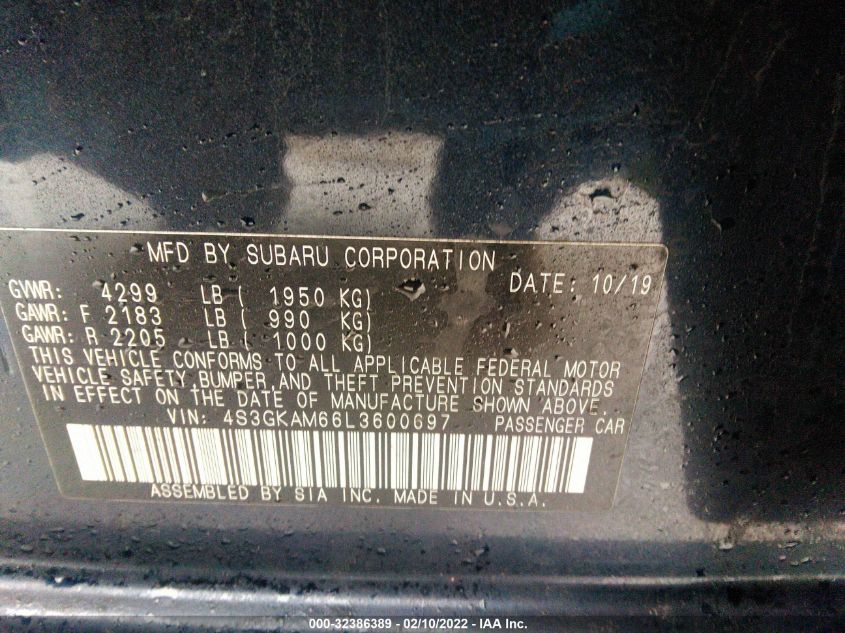 MFD BY SUBARU CORPORATION
DATE: 10/19
GVWR: 4299 LB ( 1950 KG)
GAWR: F 2183 LB ( 990 KG)
GAWR: R 2205 LB ( 1000 KG)
THIS VEHICLE CONFORMS TO ALL APPLICABLE FEDERAL MOTOR
VEHICLE SAFETY,BUMPER,AND THEFT PREVENTION STANDARDS
IN EFFECT ON THE DATE OF MANUFACTURE SHOWN ABOVE.
VIN: 4S3GKAM66L3600697 PASSENGER CAR
ASSEMBLED BY SIA INC. MADE IN U.S.A.
000-32386389 - 02/10/2022 - IAA Inc.